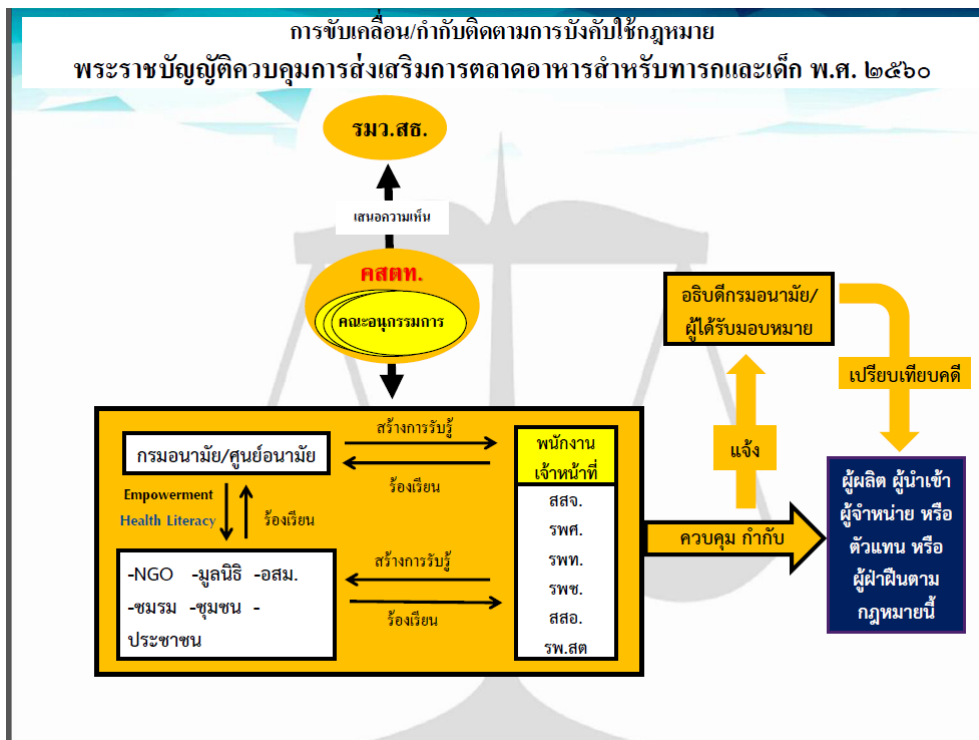 การขับเคลื่อน/กำกับติดตามการบังคับใช้กฎหมาย
พระราชบัญญัติควบคุมการส่งเสริมการตลาดอาหารสำหรับทารกและเด็ก พ.ศ. ๒๕๖๐
รมว.สธ.
เสนอความเห็น
คสตท.
คณะอนุกรรมการ
อธิบดีกรมอนามัย/
ผู้ได้รับมอบหมาย
เปรียบเทียบคดี
แจ้ง
กรมอนามัย/ศูนย์อนามัย
สร้างการรับรู้
ร้องเรียน
Empowerment
Health Literacy
ร้องเรียน
-NGO -มูลนิธิ -อสม.
-ชมรม -ชุมชน -
ประชาชน
สร้างการรับรู้
ร้องเรียน
พนักงาน
เจ้าหน้าที่
สสจ.
รพศ.
รพท.
รพช.
สสอ.
รพ.สต
ควบคุม กำกับ
ผู้ผลิต ผู้นำเข้า
ผู้จำหน่าย หรือ
ตัวแทน หรือ
ผู้ฝ่าฝืนตาม
กฎหมายนี้